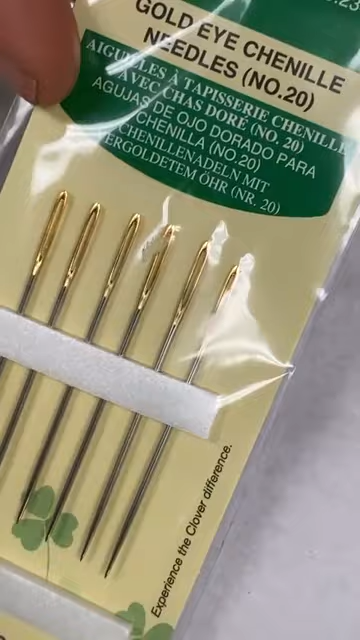 GOLD EYE CHENILLE
NEEDLES (NO.20)
AIGUILLES À TAPISSERIE CHENILLE
AVEC CHAS DORÉ (NO. 20)
AGUJAS DE OJO DORADO PARA
CHENILLA (NO.20)
CHENILLENADELN MIT
VERGOLDETEM ÖHR (NR. 20)
Experience the Clover difference.